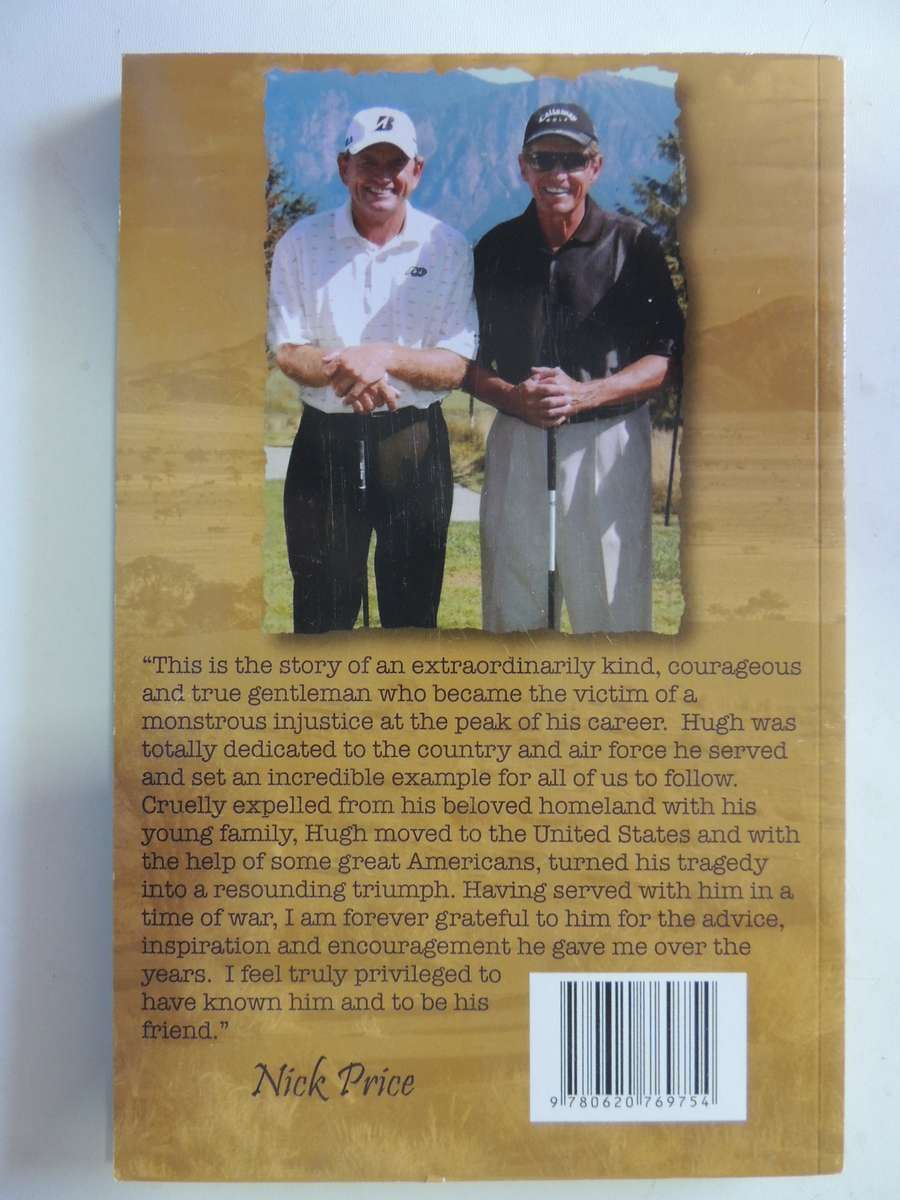 B
Callaway
GOLF
“This is the story of an extraordinarily kind, courageous
and true gentleman who became the victim of a
monstrous injustice at the peak of his career.  Hugh was
totally dedicated to the country and air force he served
and set an incredible example for all of us to follow.
Cruelly expelled from his beloved homeland with his
young family, Hugh moved to the United States and with
the help of some great Americans, turned his tragedy
into a resounding triumph. Having served with him in a
time of war, I am forever grateful to him for the advice,
inspiration and encouragement he gave me over the
years.  I feel truly privileged to
have known him and to be his
friend.”
Nick Price
9 780620 769754